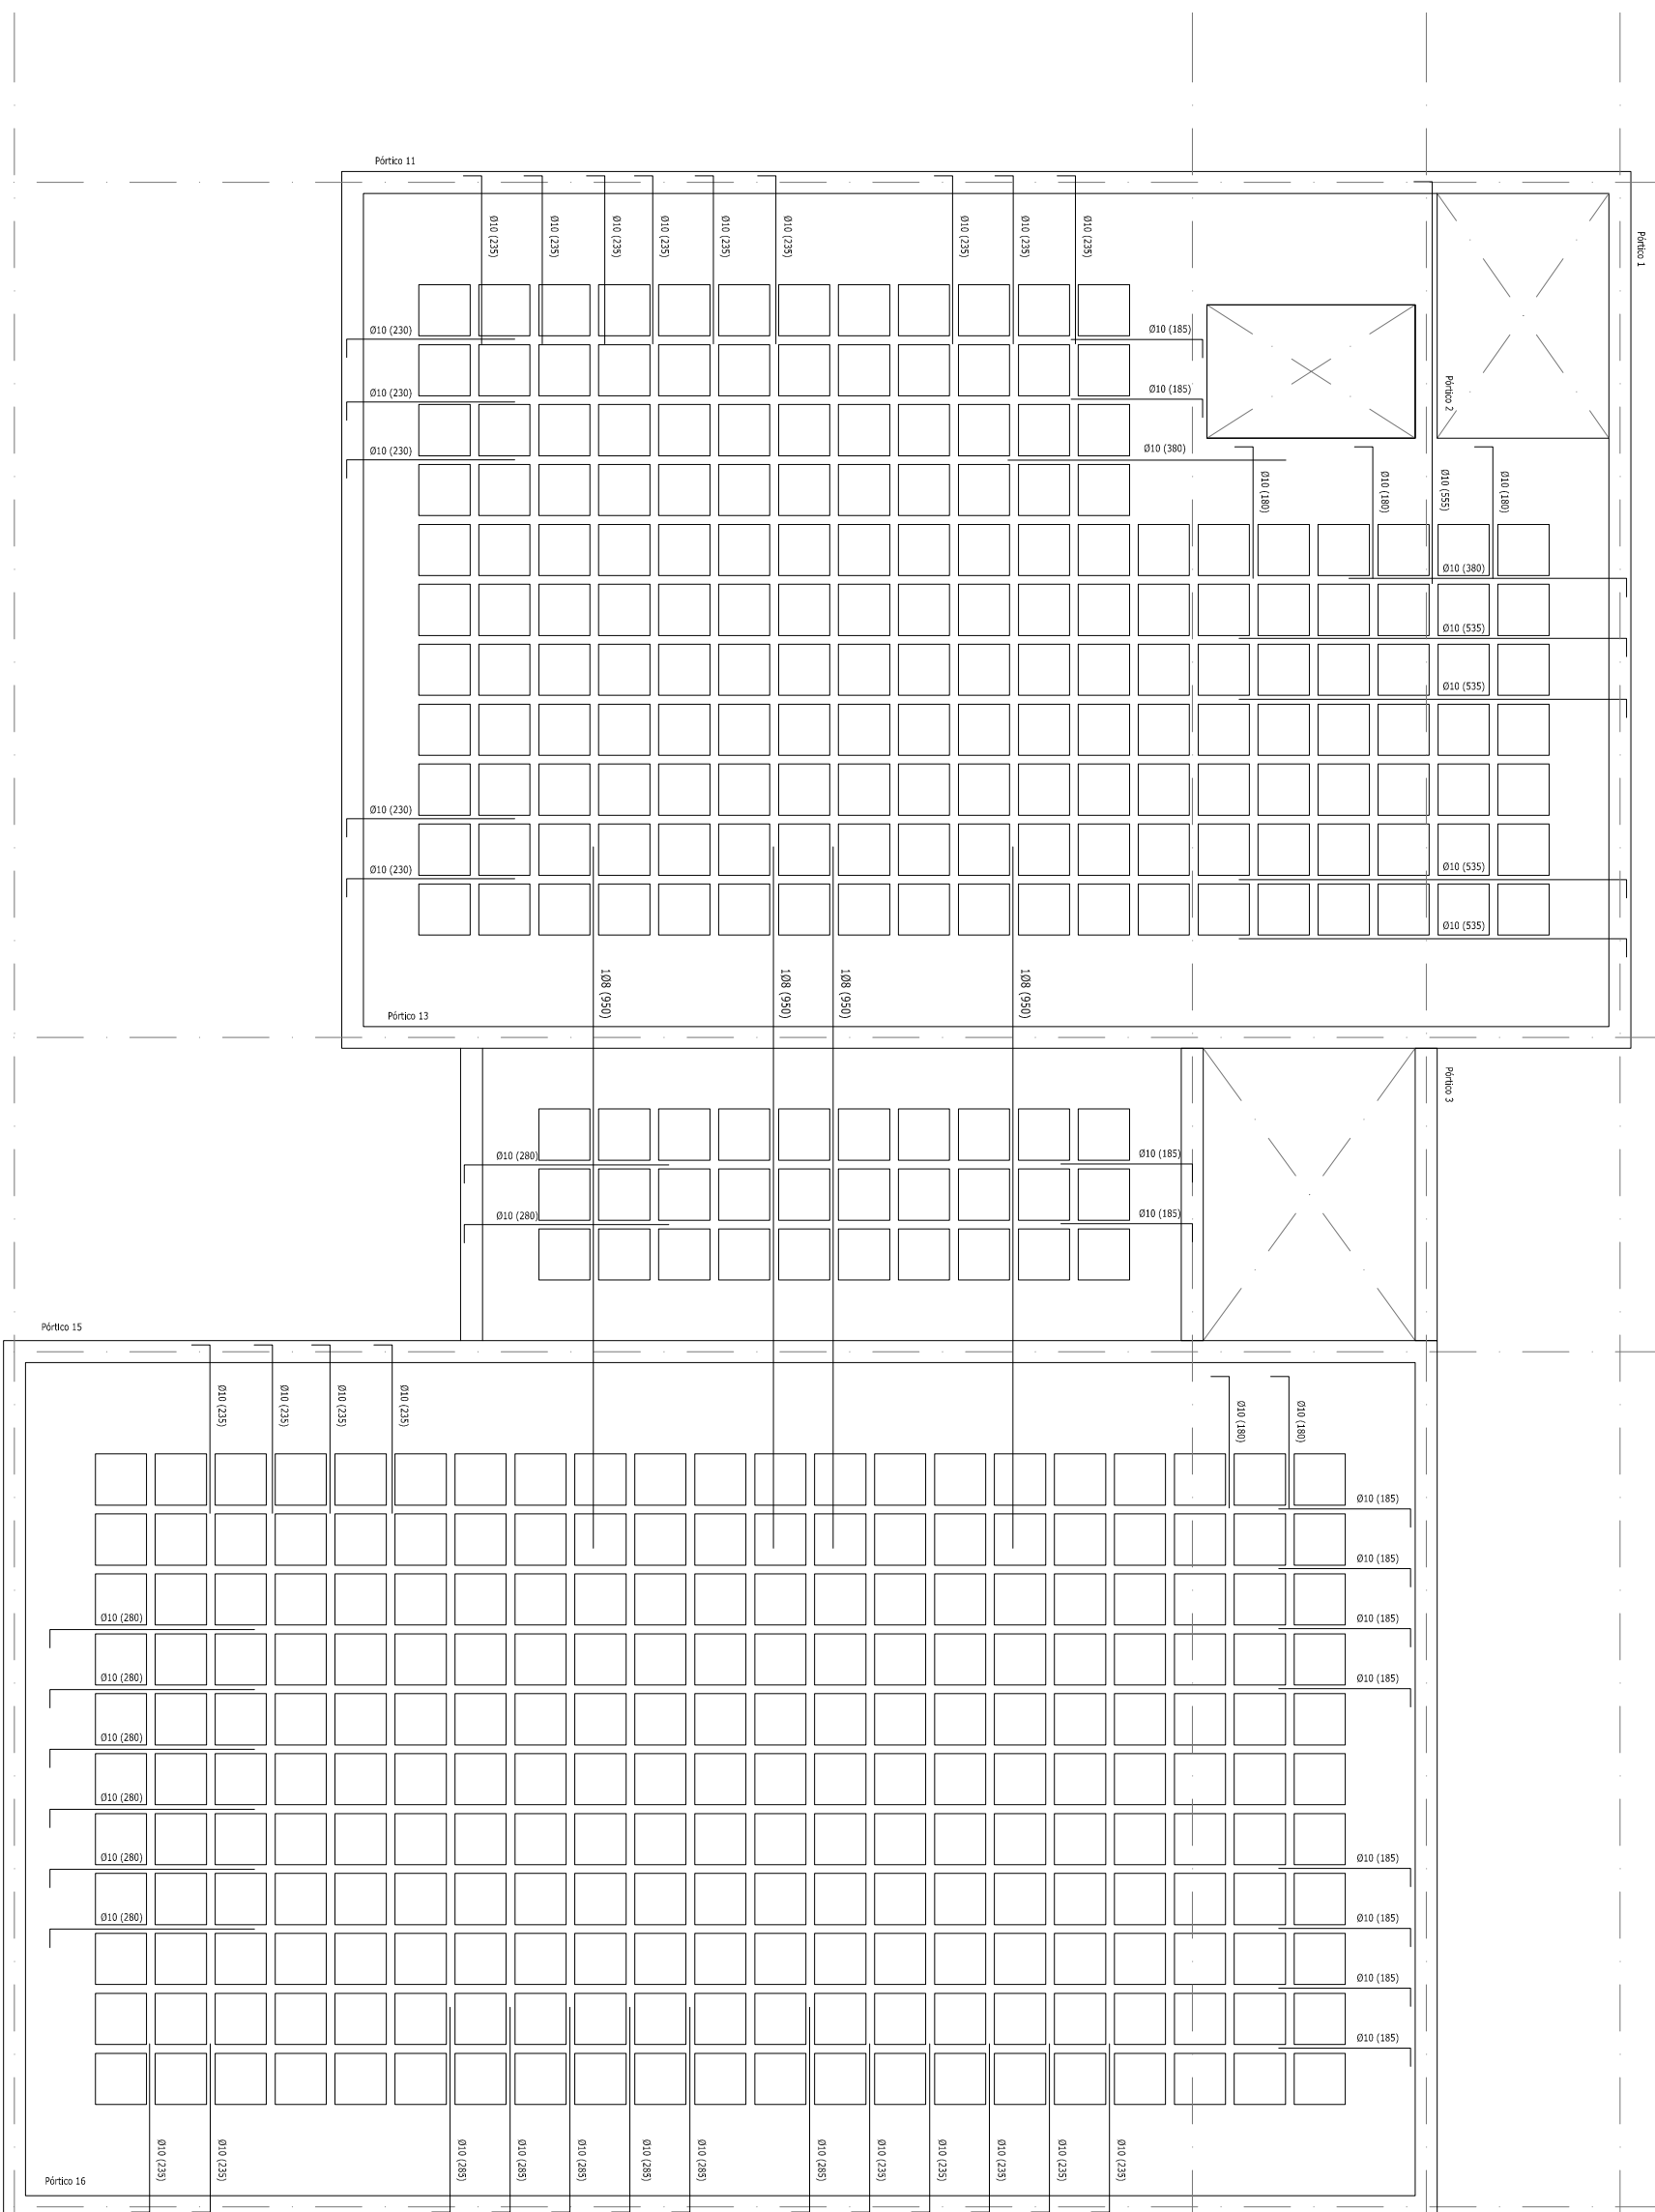 Pórtico 11
Pórtico 1
Ø10 (235)
Ø10 (235)
Ø10 (235)
Ø10 (235)
Ø10 (235)
Ø10 (235)
Ø10 (235)
Ø10 (235)
Ø10 (235)
Ø10 (230)
Ø10 (185)
Ø10 (230)
Ø10 (185)
Pórtico 2
Ø10 (230)
Ø10 (380)
Ø10 (180)
Ø10 (180)
Ø10 (555)
Ø10 (180)
Ø10 (380)
Ø10 (535)
Ø10 (535)
Ø10 (230)
Ø10 (230)
Ø10 (535)
Ø10 (535)
1Ø8 (950)
1Ø8 (950)
1Ø8 (950)
1Ø8 (950)
Pórtico 13
Pórtico 3
Ø10 (280)
Ø10 (185)
Ø10 (280)
Ø10 (185)
Pórtico 15
Ø10 (235)
Ø10 (235)
Ø10 (235)
Ø10 (235)
Ø10 (180)
Ø10 (180)
Ø10 (185)
Ø10 (185)
Ø10 (280)
Ø10 (185)
Ø10 (280)
Ø10 (185)
Ø10 (280)
Ø10 (280)
Ø10 (280)
Ø10 (185)
Ø10 (280)
Ø10 (185)
Ø10 (185)
Ø10 (185)
Ø10 (235)
Ø10 (235)
Ø10 (285)
Ø10 (285)
Ø10 (285)
Ø10 (285)
Ø10 (285)
Ø10 (285)
Ø10 (235)
Ø10 (235)
Ø10 (235)
Ø10 (235)
Ø10 (235)
Pórtico 16